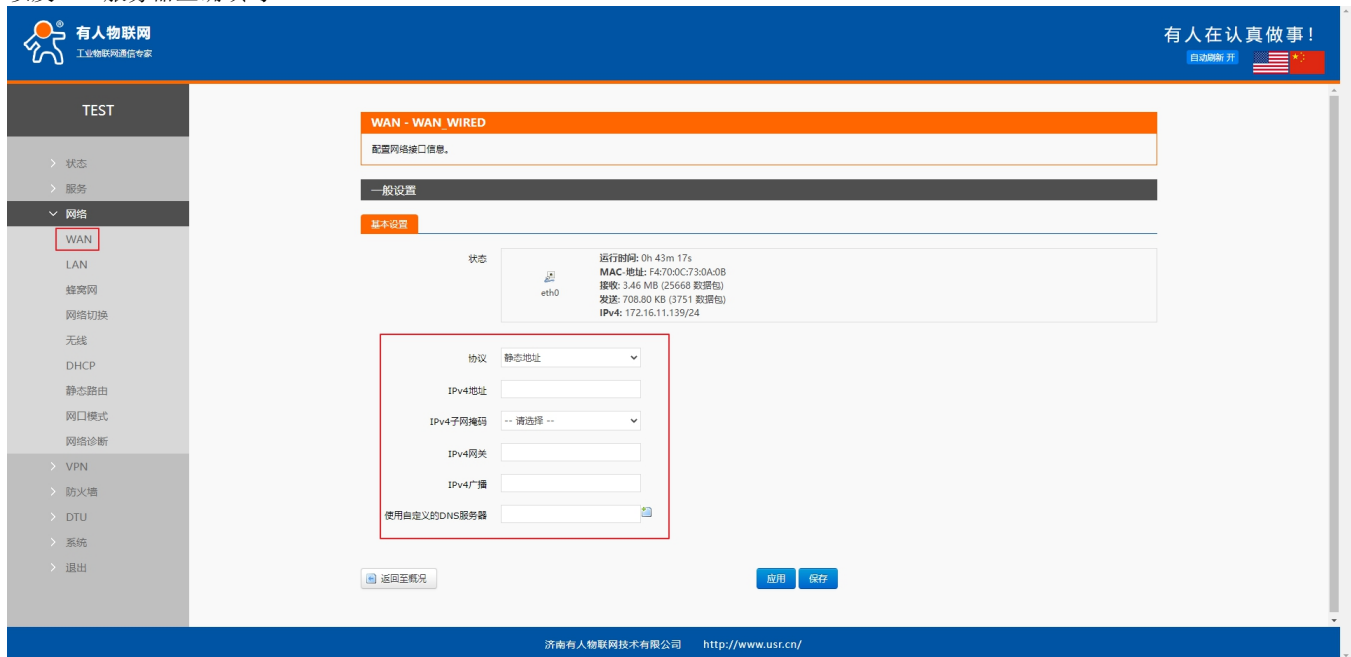 有人物联网
工业物联网通信专家
有人在认真做事！
自动刷新 开
TEST
状态
服务
网络
WAN
LAN
蜂窝网
网络切换
无线
DHCP
静态路由
网口模式
网络诊断
VPN
防火墙
DTU
系统
退出
WAN - WAN_WIRED
配置网络接口信息。
一般设置
基本设置
状态
eth0
运行时间: 0h 43m 17s
MAC-地址: F4:70:0C:73:0A:0B
接收: 3.46 MB (25668 数据包)
发送: 708.80 KB (3751 数据包)
IPv4: 172.16.11.139/24
协议 静态地址
IPv4地址
IPv4子网掩码 -- 请选择 --
IPv4网关
IPv4广播
使用自定义的DNS服务器
返回至概况 应用 保存
济南有人物联网技术有限公司 http://www.usr.cn/